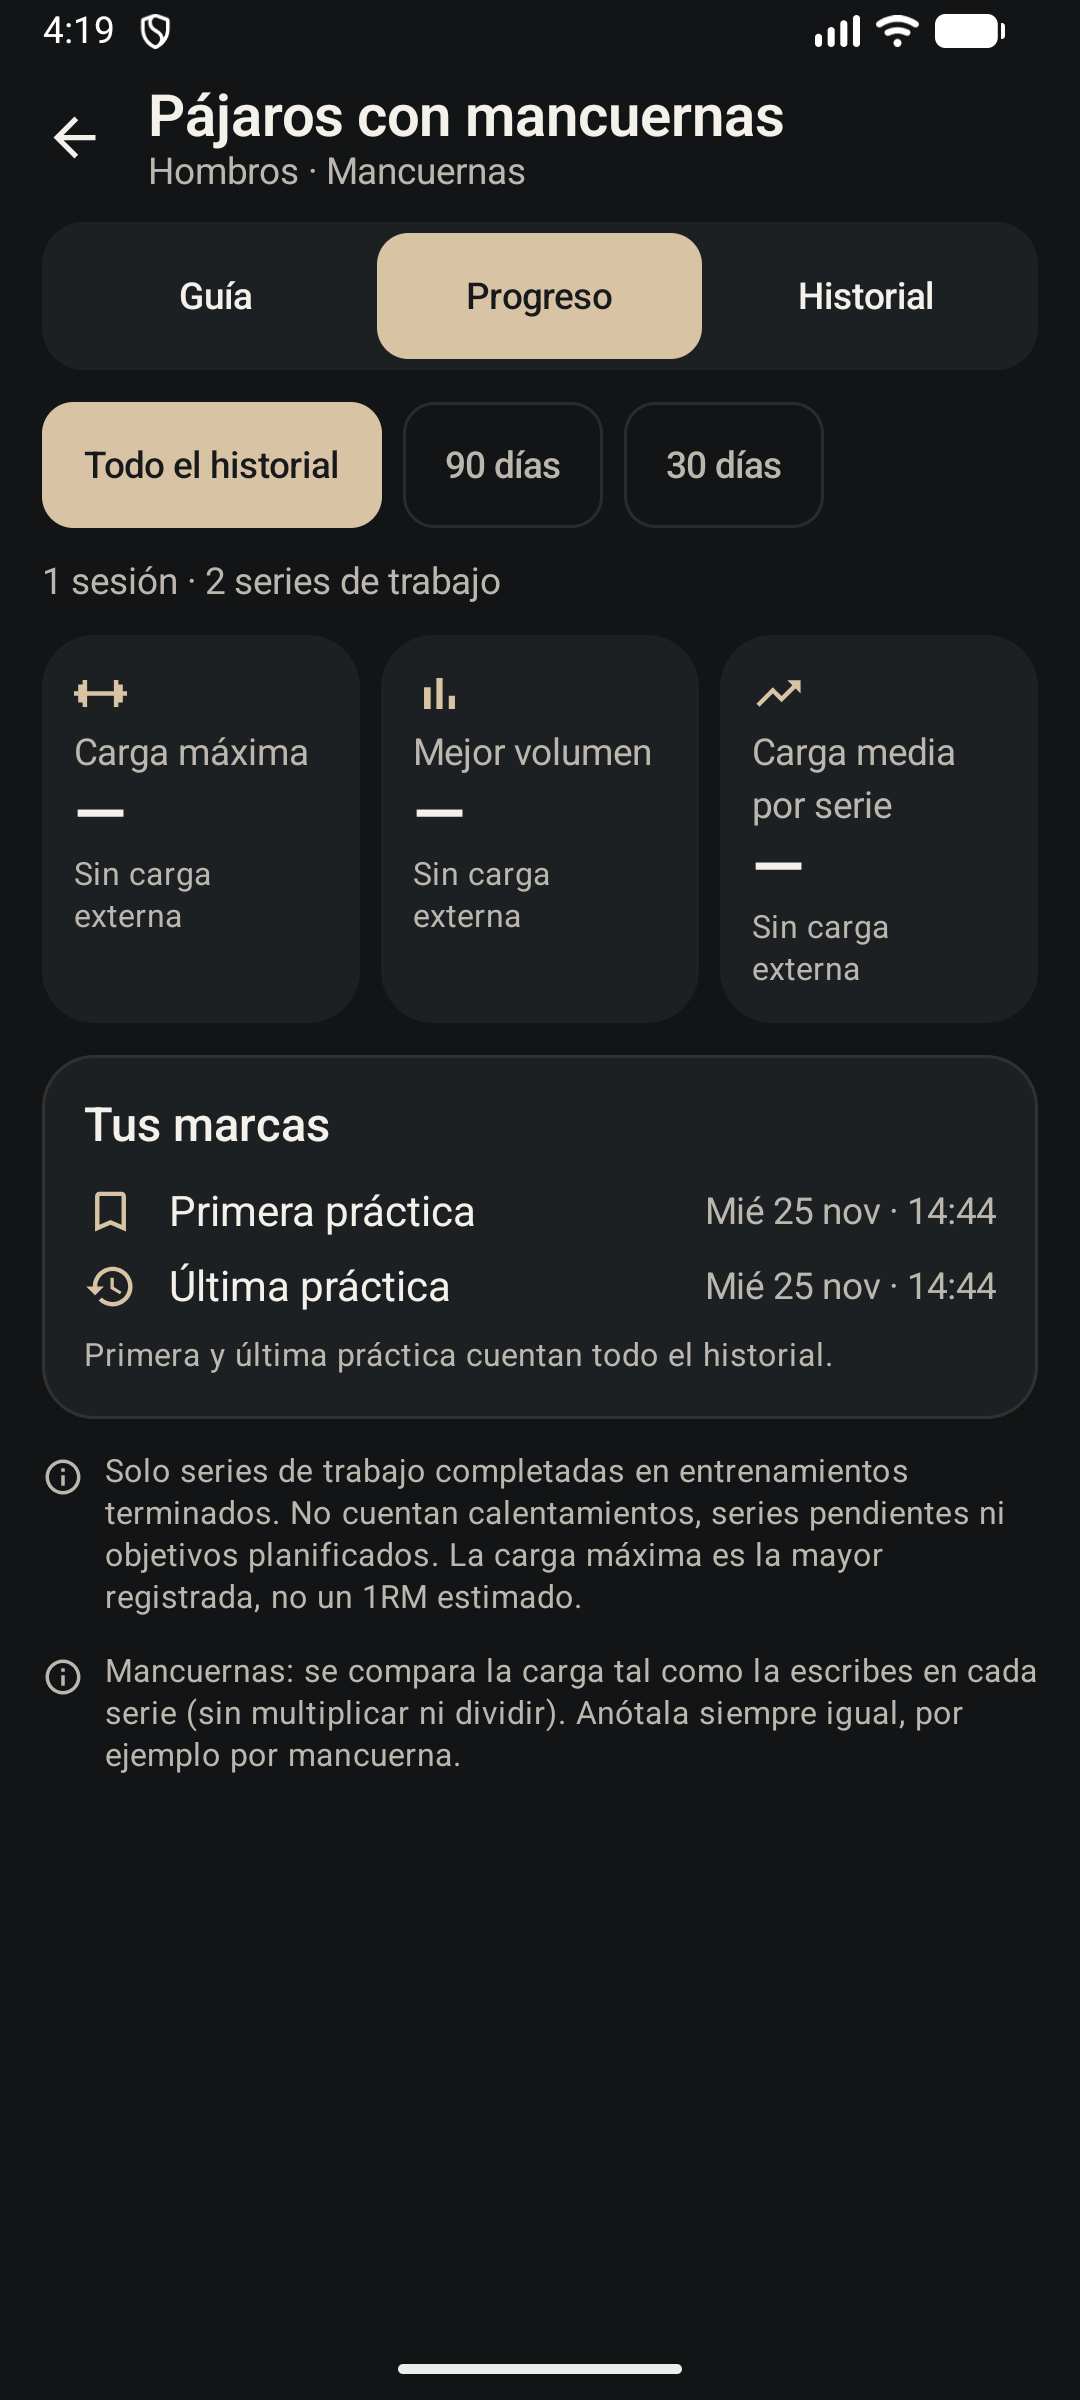 4:19
Pájaros con mancuernas
Hombros · Mancuernas
Guía
Progreso
Historial
Todo el historial
90 días
30 días
1 sesión · 2 series de trabajo
Carga máxima
—
Sin carga
externa
Mejor volumen
—
Sin carga
externa
Carga media
por serie
—
Sin carga
externa
Tus marcas
Primera práctica
Mié 25 nov · 14:44
Última práctica
Mié 25 nov · 14:44
Primera y última práctica cuentan todo el historial.
Solo series de trabajo completadas en entrenamientos
terminados. No cuentan calentamientos, series pendientes ni
objetivos planificados. La carga máxima es la mayor
registrada, no un 1RM estimado.
Mancuernas: se compara la carga tal como la escribes en cada
serie (sin multiplicar ni dividir). Anótala siempre igual, por
ejemplo por mancuerna.